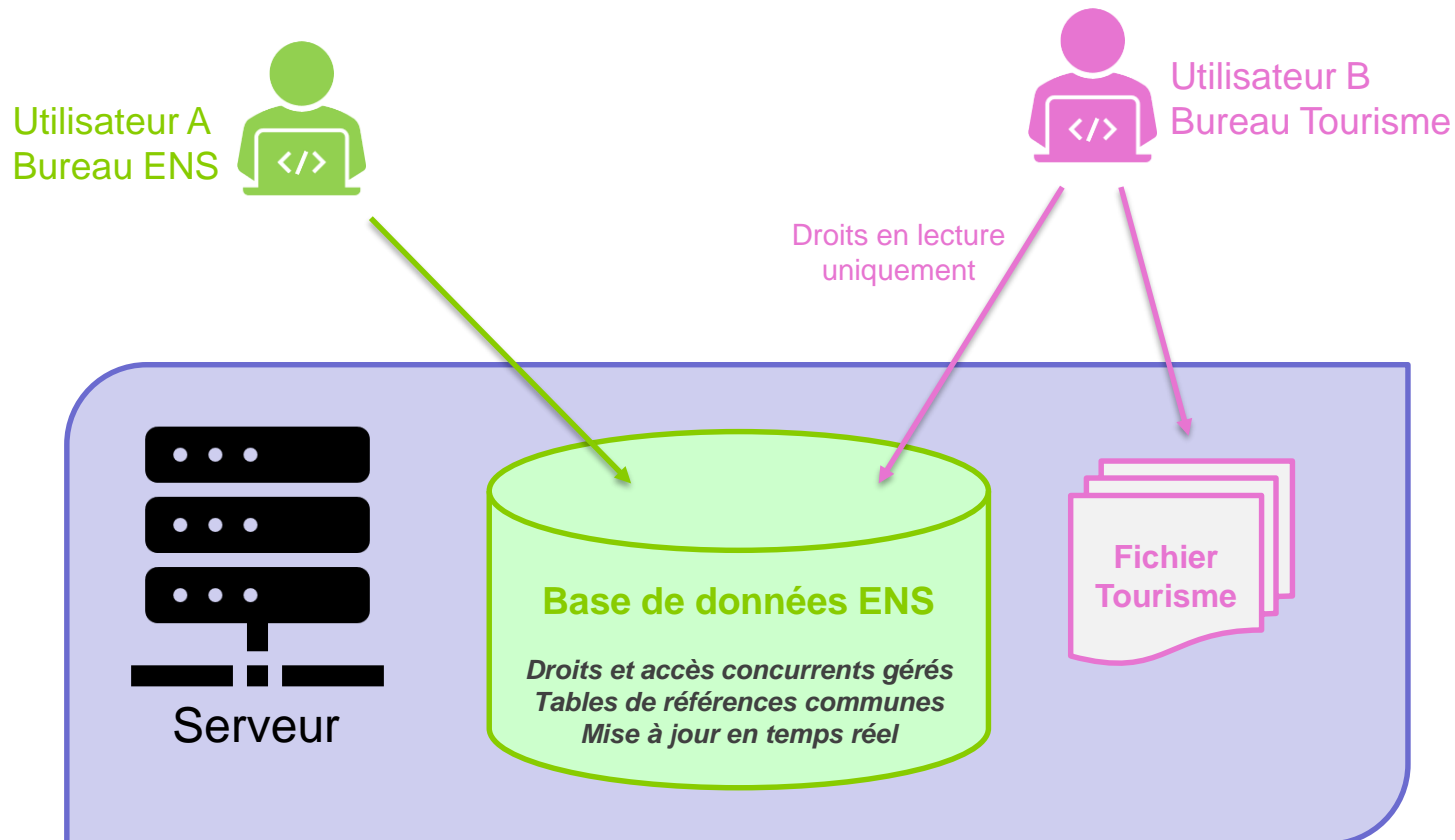 Utilisateur A
Bureau ENS
</>
</>
Utilisateur B
Bureau Tourisme
Droits en lecture
uniquement
Serveur
Base de données ENS
Droits et accès concurrents gérés
Tables de références communes
Mise à jour en temps réel
Fichier
Tourisme